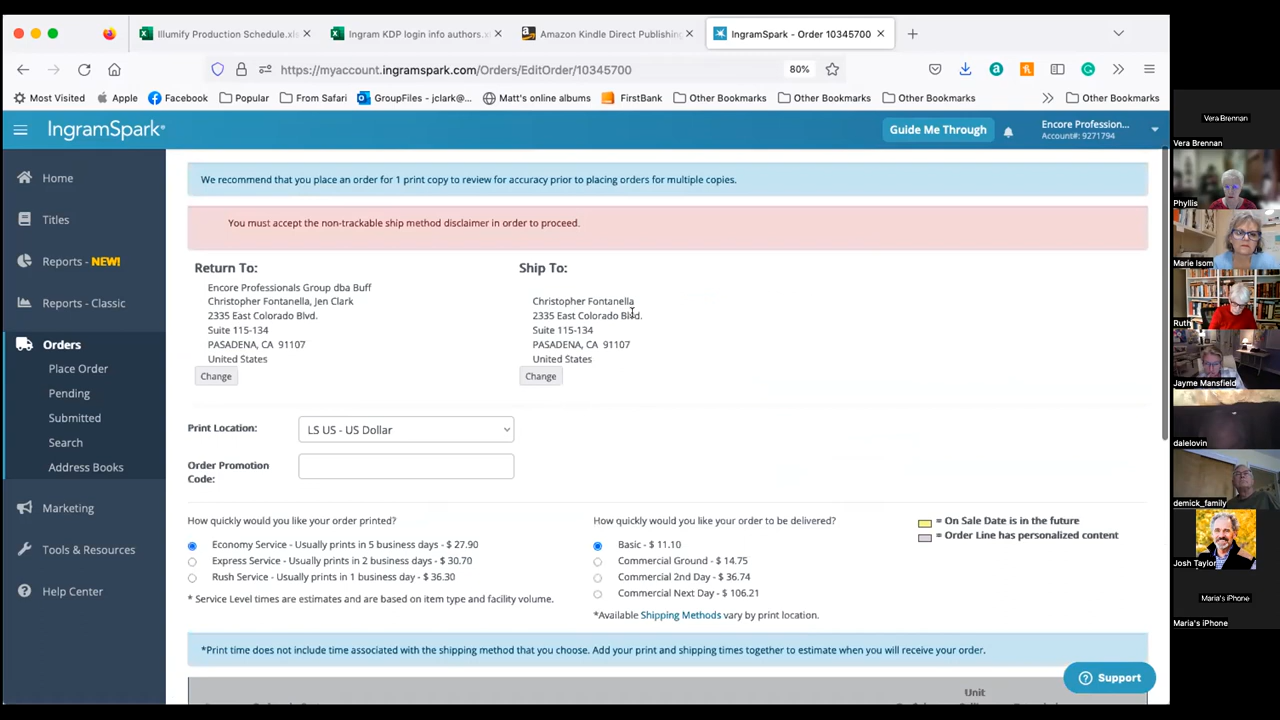 Illumify Production Schedule.xls
Ingram KDP login info authors.x
Amazon Kindle Direct Publishing
IngramSpark - Order 10345700
https://myaccount.ingramspark.com/Orders/EditOrder/10345700
80%
Most Visited
Apple
Facebook
Popular
From Safari
GroupFiles - jclark@...
Matt's online albums
FirstBank
Other Bookmarks
Other Bookmarks
Other Bookmarks
IngramSpark
Guide Me Through
Encore Profession...
Account#: 9271794
Home
Titles
Reports - NEW!
Reports - Classic
Orders
Place Order
Pending
Submitted
Search
Address Books
Marketing
Tools & Resources
Help Center
We recommend that you place an order for 1 print copy to review for accuracy prior to placing orders for multiple copies.
You must accept the non-trackable ship method disclaimer in order to proceed.
Return To:
Encore Professionals Group dba Buff
Christopher Fontanella, Jen Clark
2335 East Colorado Blvd.
Suite 115-134
PASADENA, CA 91107
United States
Change
Ship To:
Christopher Fontanella
2335 East Colorado Blvd.
Suite 115-134
PASADENA, CA 91107
United States
Change
Print Location:
LS US - US Dollar
Order Promotion
Code:
How quickly would you like your order printed?
Economy Service - Usually prints in 5 business days - $ 27.90
Express Service - Usually prints in 2 business days - $ 30.70
Rush Service - Usually prints in 1 business day - $ 36.30
* Service Level times are estimates and are based on item type and facility volume.
How quickly would you like your order to be delivered?
Basic - $ 11.10
Commercial Ground - $ 14.75
Commercial 2nd Day - $ 36.74
Commercial Next Day - $ 106.21
*Available Shipping Methods vary by print location.
= On Sale Date is in the future
= Order Line has personalized content
*Print time does not include time associated with the shipping method that you choose. Add your print and shipping times together to estimate when you will receive your order.
Unit
Support
Vera Brennan
Vera Brennan
Phyllis
Marie Isom
Ruth
Jayme Mansfield
dalelovin
demick_family
Josh Taylor
Maria's iPhone
Maria's iPhone